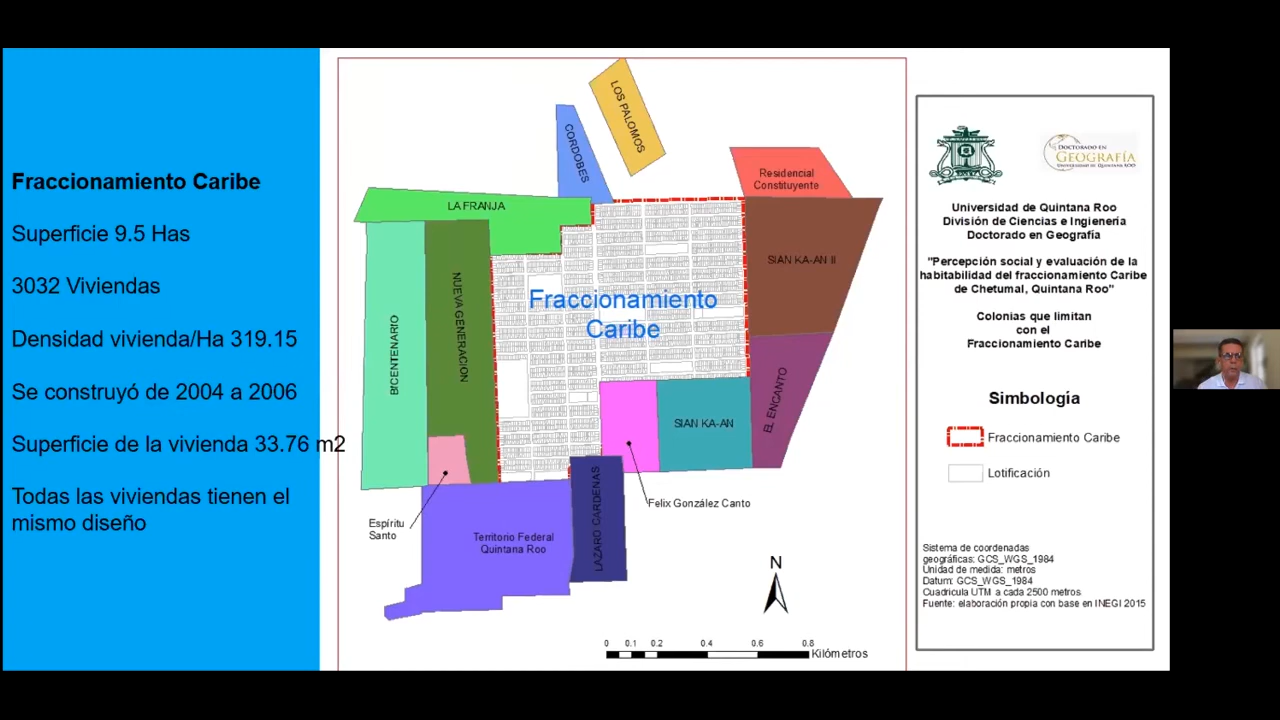 Fraccionamiento Caribe
Superficie 9.5 Has
3032 Viviendas
Densidad vivienda/Ha 319.15
Se construyó de 2004 a 2006
Superficie de la vivienda 33.76 m2
Todas las viviendas tienen el
mismo diseño
LOS PALOMOS
CORDOBES
Residencial
Constituyente
LA FRANJA
SIAN KA-AN II
NUEVA GENERACION
BICENTENARIO
Fraccionamiento
Caribe
EL ENCANTO
SIAN KA-AN
Felix González Canto
LAZARO CARDENAS
Espíritu
Santo
Territorio Federal
Quintana Roo
N
0 0.1 0.2 0.4 0.6 0.8
Kilómetros
DOCTORADO EN
GEOGRAFÍA
UNIVERSIDAD DE QUINTANA ROO
Universidad de Quintana Roo
División de Ciencias e Ingienería
Doctorado en Geografía
"Percepción social y evaluación de la
habitabilidad del fraccionamiento Caribe
de Chetumal, Quintana Roo"
Colonias que limitan
con el
Fraccionamiento Caribe
Simbología
Fraccionamiento Caribe
Lotificación
Sistema de coordenadas
geográficas: GCS_WGS_1984
Unidad de medida: metros
Datum: GCS_WGS_1984
Cuadricula UTM a cada 2500 metros
Fuente: elaboración propia con base en INEGI 2015